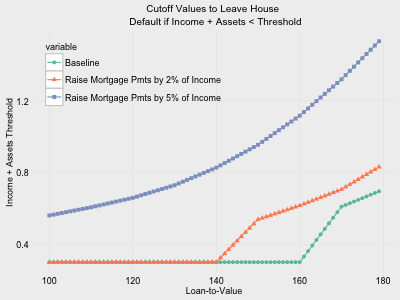 Cutoff Values to Leave House
Default if Income + Assets < Threshold
variable
Baseline
Raise Mortgage Pmts by 2% of Income
Raise Mortgage Pmts by 5% of Income
Income + Assets Threshold
1.2
0.8
0.4
100 120 140 160 180
Loan-to-Value